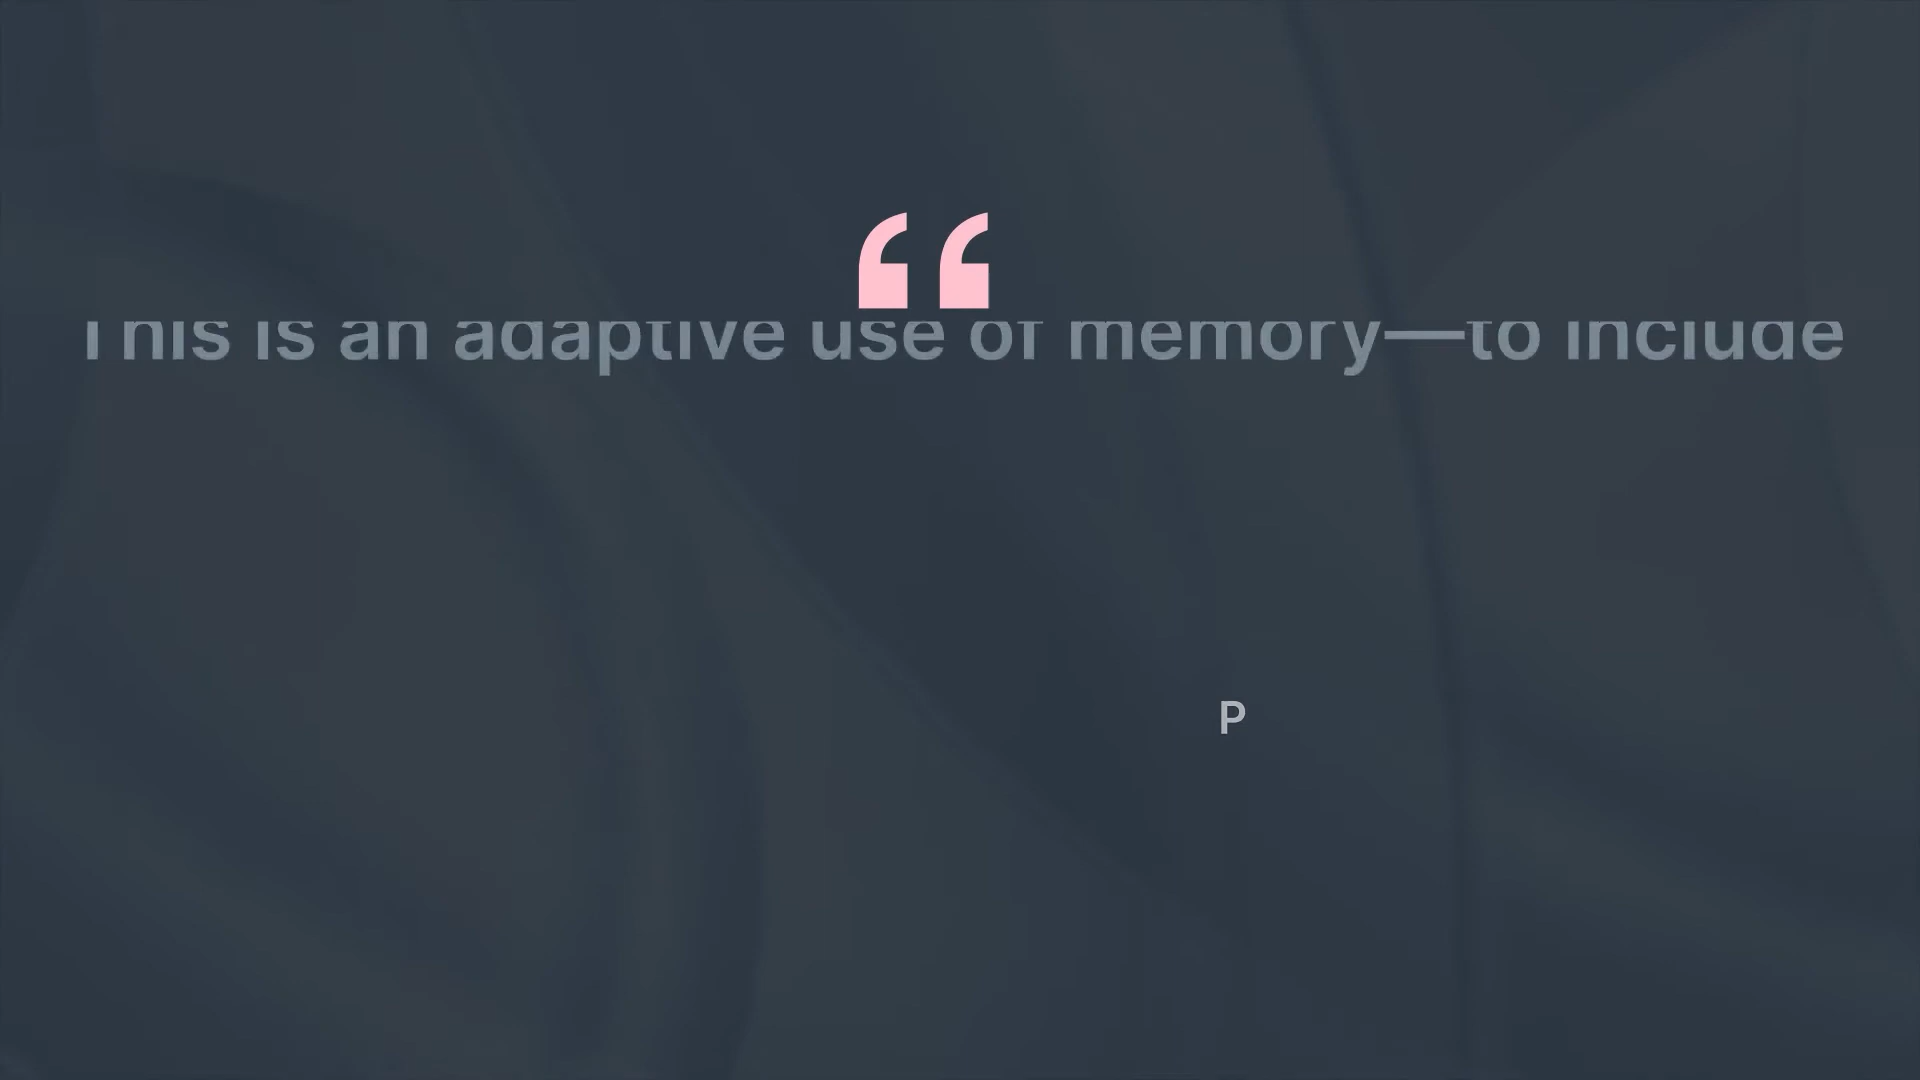 “
This is an adaptive use of memory—to include
P